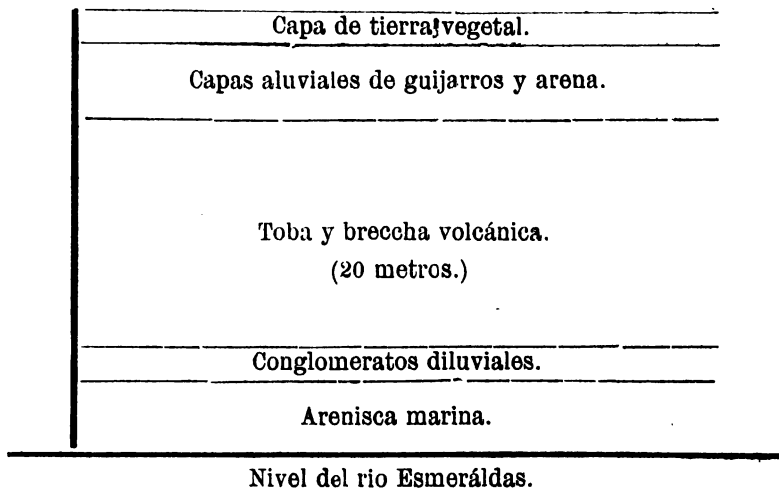 Capa de tierra vegetal.
Capas aluviales de guijarros y arena.
Toba y breccha volcánica.
(20 metros.)
Conglomeratos diluviales.
Arenisca marina.
Nivel del rio Esmeráldas.